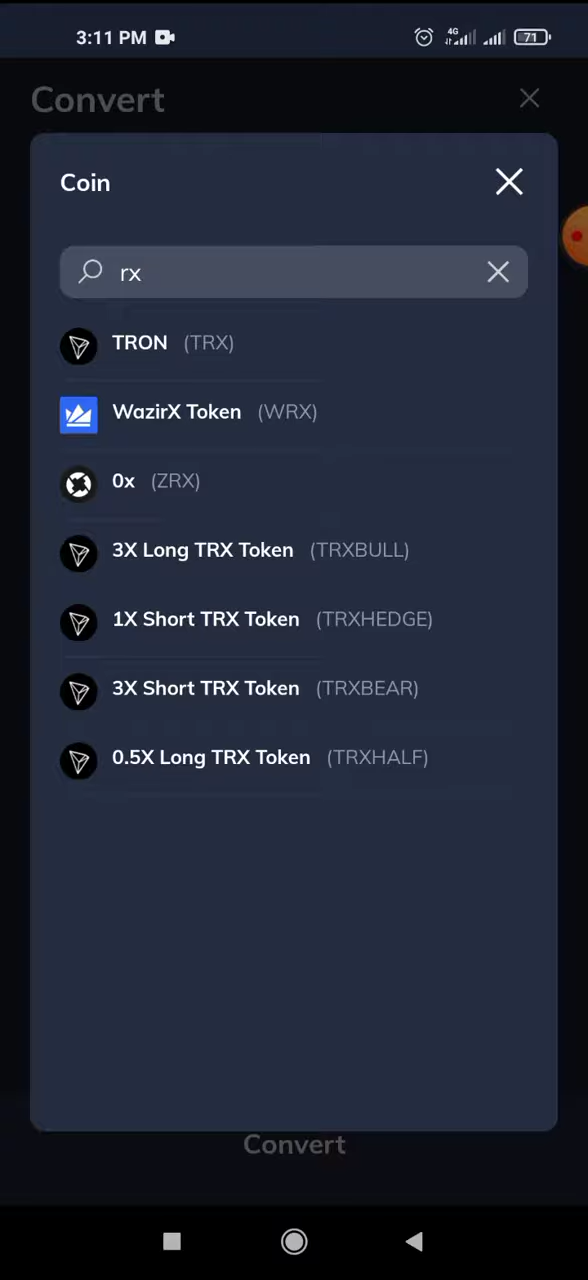 3:11 PM 4G 71
Convert
Coin
rx
TRON (TRX)
WazirX Token (WRX)
0x (ZRX)
3X Long TRX Token (TRXBULL)
1X Short TRX Token (TRXHEDGE)
3X Short TRX Token (TRXBEAR)
0.5X Long TRX Token (TRXHALF)
Convert